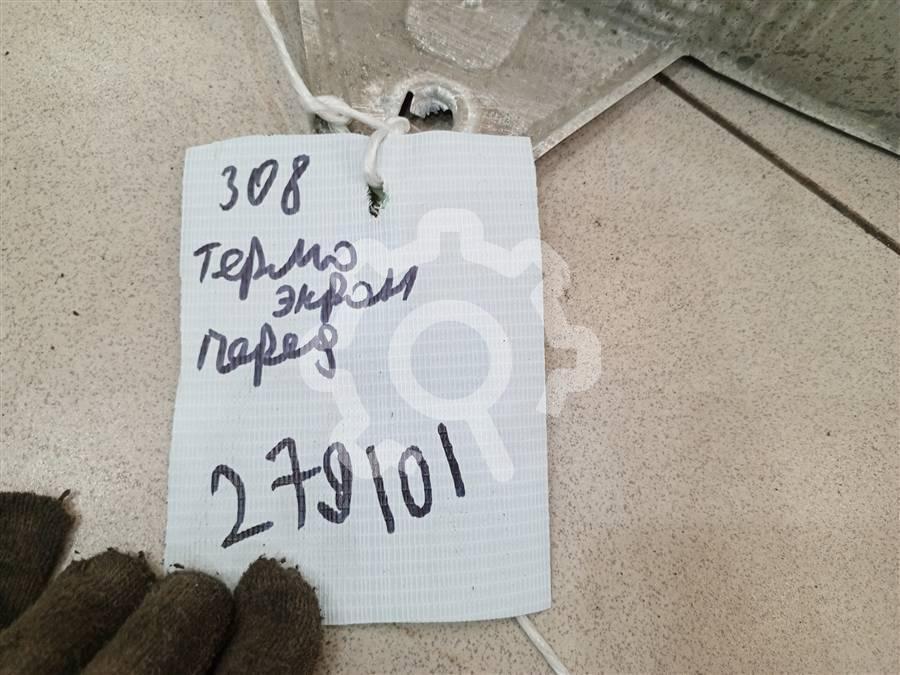 308
термо
экран
перед
279101